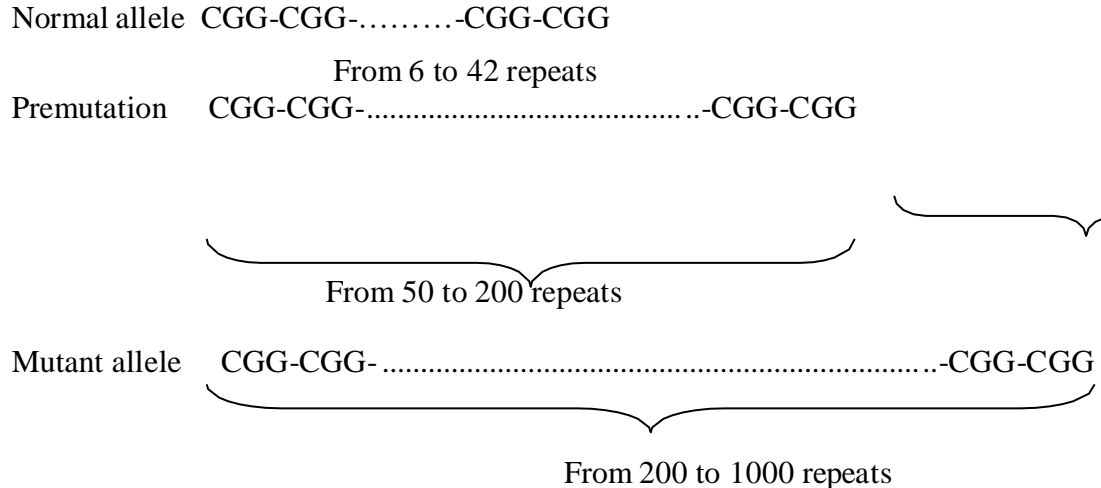 Normal allele CGG-CGG-.........-CGG-CGG
From 6 to 42 repeats
Premutation CGG-CGG-...........................................-CGG-CGG
From 50 to 200 repeats
Mutant allele CGG-CGG- ........................................................................-CGG-CGG
From 200 to 1000 repeats